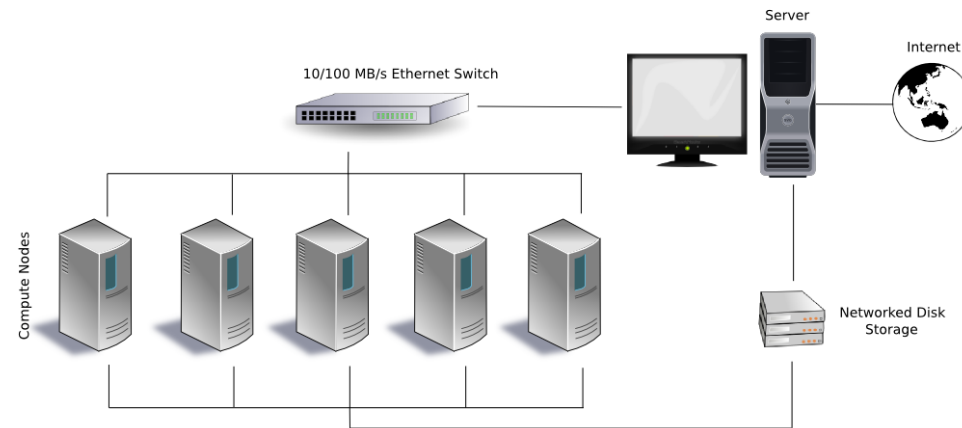 Server
Internet
10/100 MB/s Ethernet Switch
Compute Nodes
Networked Disk
Storage